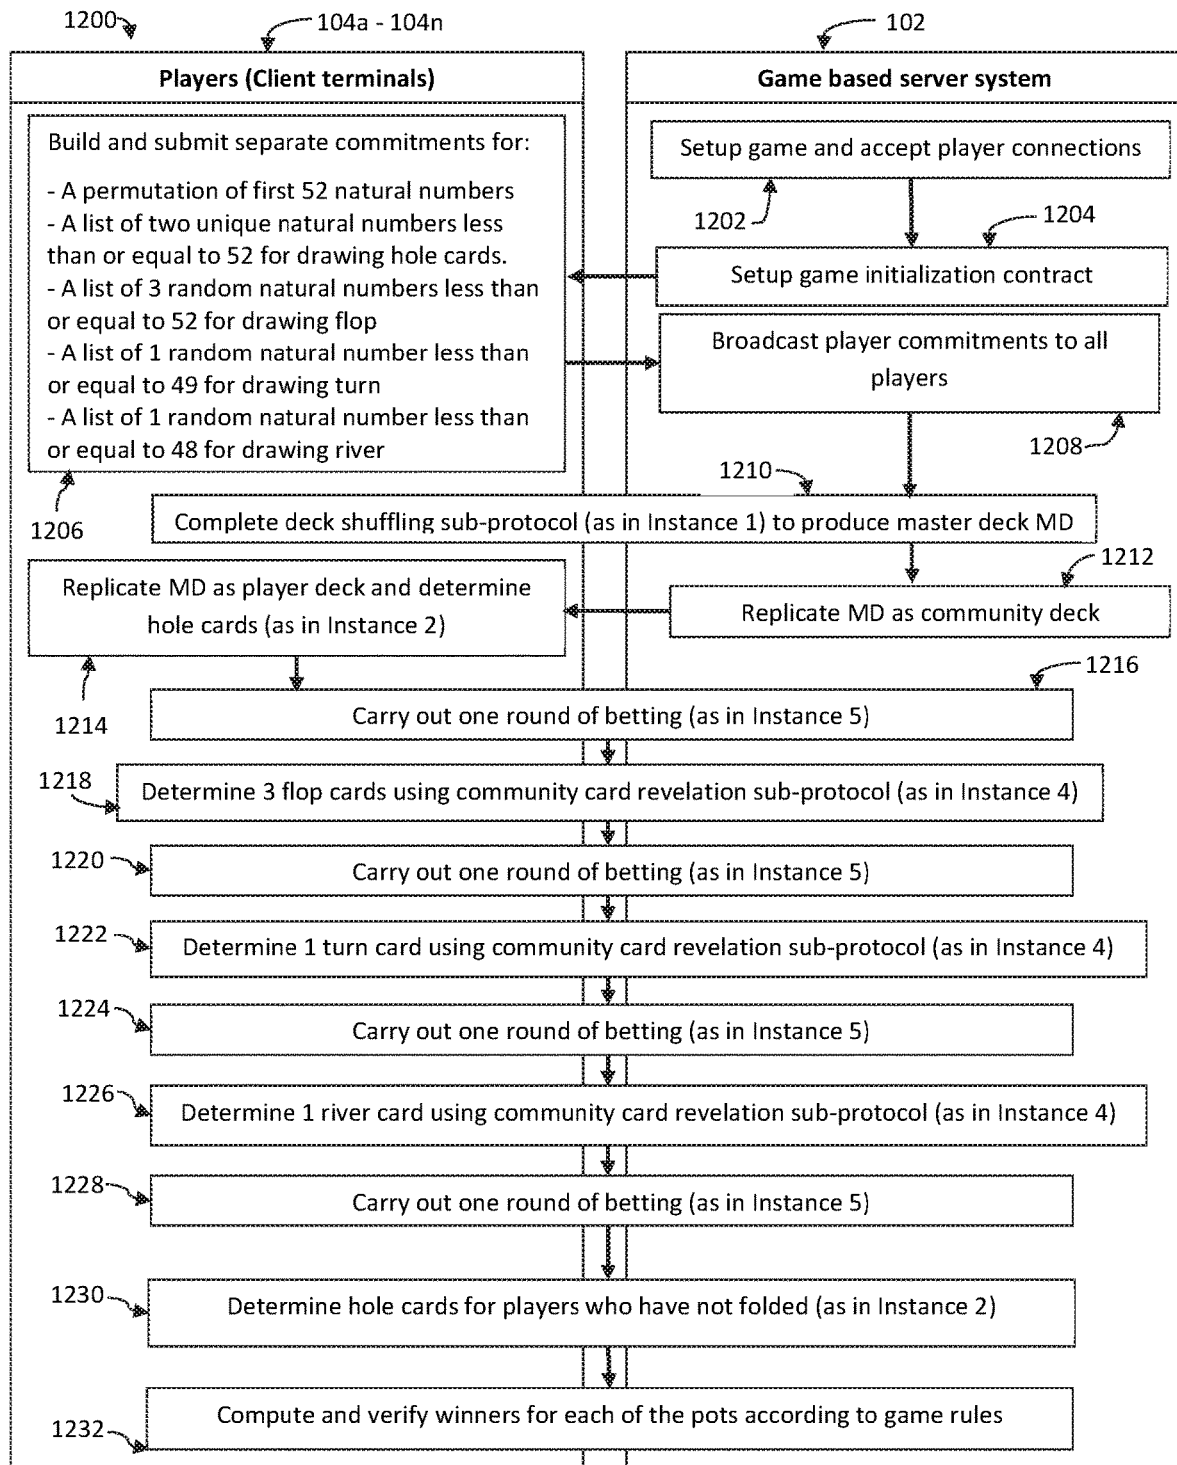 1200
104a - 104n
102
Players (Client terminals)
Game based server system
Build and submit separate commitments for:
- A permutation of first 52 natural numbers
- A list of two unique natural numbers less
than or equal to 52 for drawing hole cards.
- A list of 3 random natural numbers less than
or equal to 52 for drawing flop
- A list of 1 random natural number less than
or equal to 49 for drawing turn
- A list of 1 random natural number less than
or equal to 48 for drawing river
1206
Setup game and accept player connections
1202
1204
Setup game initialization contract
Broadcast player commitments to all
players
1208
1210
Complete deck shuffling sub-protocol (as in Instance 1) to produce master deck MD
1212
Replicate MD as player deck and determine
hole cards (as in Instance 2)
Replicate MD as community deck
1214
1216
Carry out one round of betting (as in Instance 5)
1218
Determine 3 flop cards using community card revelation sub-protocol (as in Instance 4)
1220
Carry out one round of betting (as in Instance 5)
1222
Determine 1 turn card using community card revelation sub-protocol (as in Instance 4)
1224
Carry out one round of betting (as in Instance 5)
1226
Determine 1 river card using community card revelation sub-protocol (as in Instance 4)
1228
Carry out one round of betting (as in Instance 5)
1230
Determine hole cards for players who have not folded (as in Instance 2)
1232
Compute and verify winners for each of the pots according to game rules